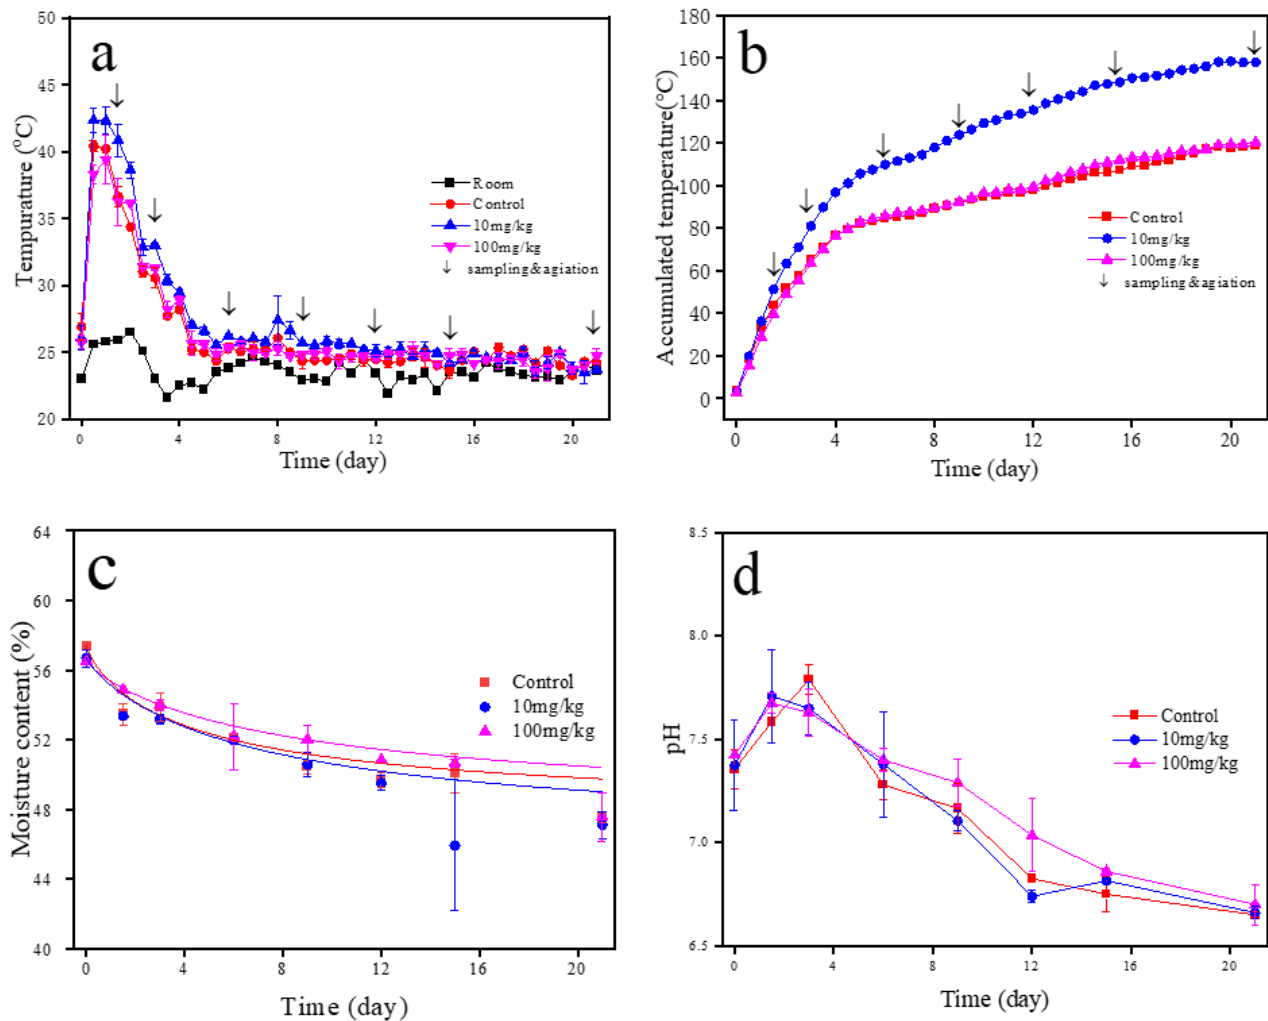 a
50
45
40
35
30
25
20
Tempurature (°C)
Room
Control
10mg/kg
100mg/kg
↓ sampling&agiation
0 4 8 12 16 20
Time (day)
b
180
160
140
120
100
80
60
40
20
0
Accumulated temperature(°C)
Control
10mg/kg
100mg/kg
↓ sampling&agiation
0 4 8 12 16 20
Time (day)
c
64
60
56
52
48
44
40
Moisture content (%)
Control
10mg/kg
100mg/kg
0 4 8 12 16 20
Time (day)
d
8.5
8.0
7.5
7.0
6.5
pH
Control
10mg/kg
100mg/kg
0 4 8 12 16 20
Time (day)